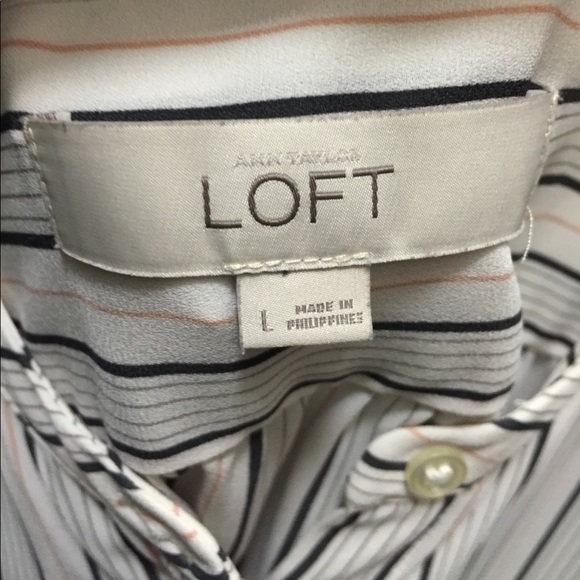 ANN TAYLOR
LOFT
L
MADE IN
PHILIPPINES